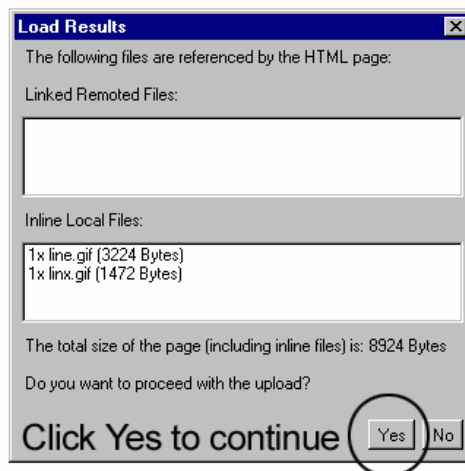 Load Results
The following files are referenced by the HTML page:
Linked Remoted Files:
Inline Local Files:
1x line.gif (3224 Bytes)
1x linx.gif (1472 Bytes)
The total size of the page (including inline files) is: 8924 Bytes
Do you want to proceed with the upload?
Click Yes to continue Yes No